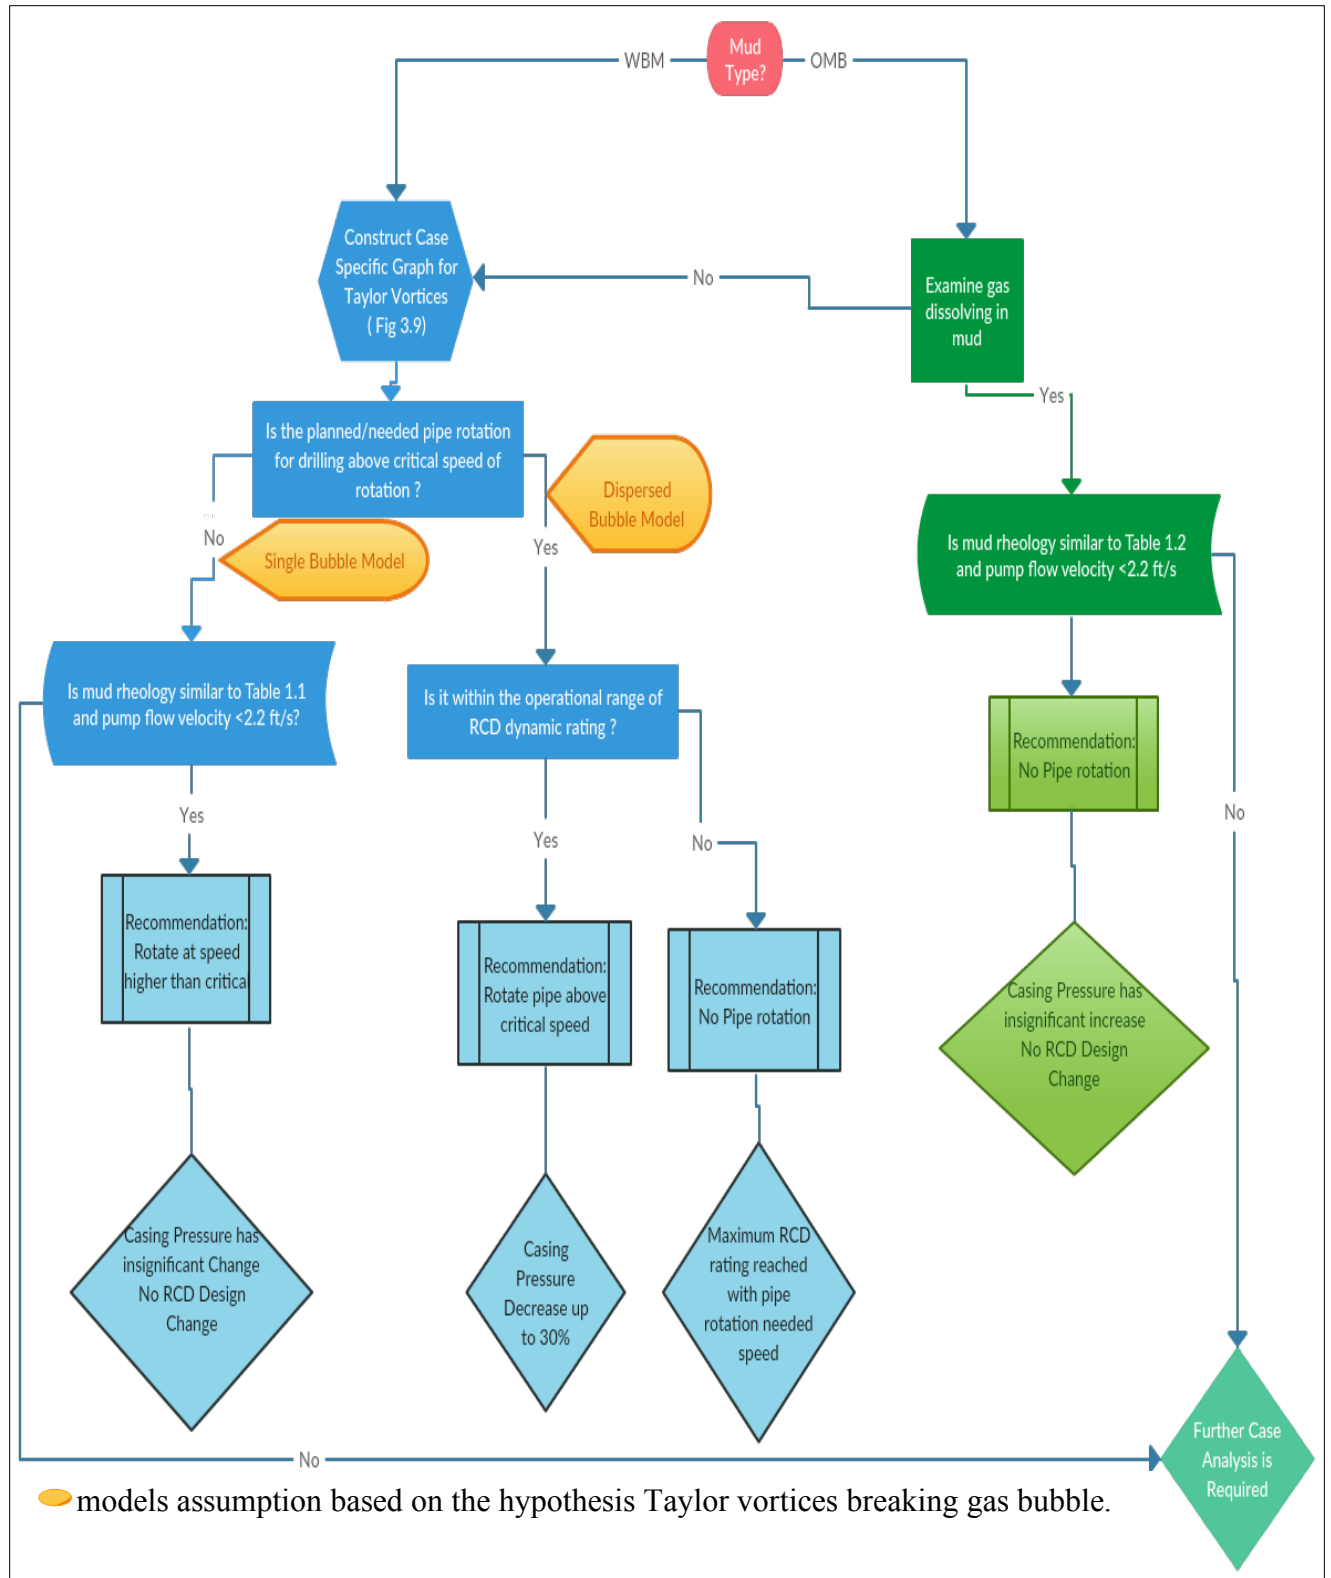 Mud
Type?
WBM
OMB
Construct Case
Specific Graph for
Taylor Vortices
( Fig 3.9)
No
Examine gas
dissolving in
mud
Yes
Is the planned/needed pipe rotation
for drilling above critical speed of
rotation ?
Dispersed
Bubble Model
No
Single Bubble Model
Yes
Is mud rheology similar to Table 1.2
and pump flow velocity <2.2 ft/s
Is mud rheology similar to Table 1.1
and pump flow velocity <2.2 ft/s?
Is it within the operational range of
RCD dynamic rating ?
Recommendation:
No Pipe rotation
Yes
Yes
No
No
Recommendation:
Rotate at speed
higher than critical
Recommendation:
Rotate pipe above
critical speed
Recommendation:
No Pipe rotation
Casing Pressure has
insignificant increase
No RCD Design
Change
Casing Pressure has
insignificant Change
No RCD Design
Change
Casing
Pressure
Decrease up
to 30%
Maximum RCD
rating reached
with pipe
rotation needed
speed
No
Further Case
Analysis is
Required
models assumption based on the hypothesis Taylor vortices breaking gas bubble.